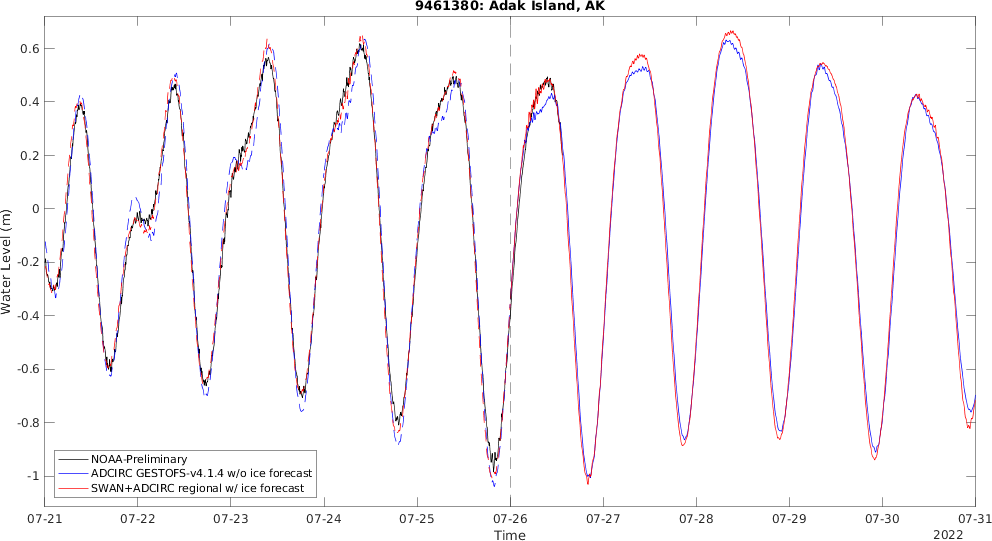 9461380: Adak Island, AK
Water Level (m)
0.6
0.4
0.2
0
-0.2
-0.4
-0.6
-0.8
-1
NOAA-Preliminary
ADCIRC GESTOFS-v4.1.4 w/o ice forecast
SWAN+ADCIRC regional w/ ice forecast
07-21 07-22 07-23 07-24 07-25 07-26 07-27 07-28 07-29 07-30 07-31
Time
2022